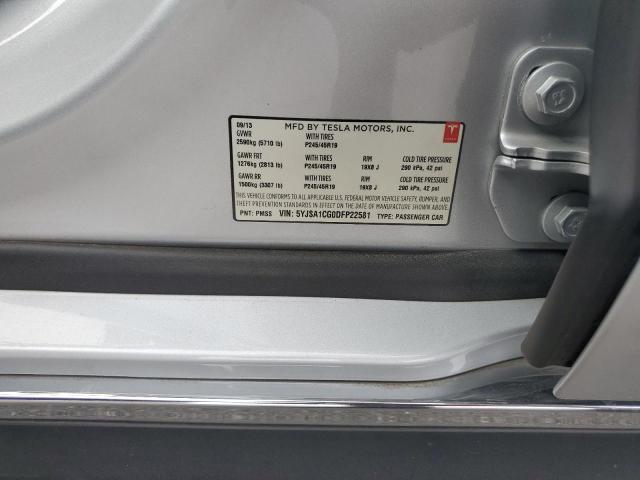 09/13 MFD BY TESLA MOTORS, INC.
GVWR WITH TIRES
2590kg (5710 lb) P245/45R19
GAWR FRT WITH TIRES RIM COLD TIRE PRESSURE
1276kg (2813 lb) P245/45R19 19X8 J 290 kPa, 42 psi
GAWR RR WITH TIRES RIM COLD TIRE PRESSURE
1500kg (3307 lb) P245/45R19 19X8 J 290 kPa, 42 psi
THIS VEHICLE CONFORMS TO ALL APPLICABLE U.S. FEDERAL MOTOR VEHICLE SAFETY, BUMPER, AND
THEFT PREVENTION STANDARDS IN EFFECT ON THE DATE OF MANUFACTURE SHOWN ABOVE.
PNT: PMSS VIN: 5YJSA1CG0DFP22581 TYPE: PASSENGER CAR